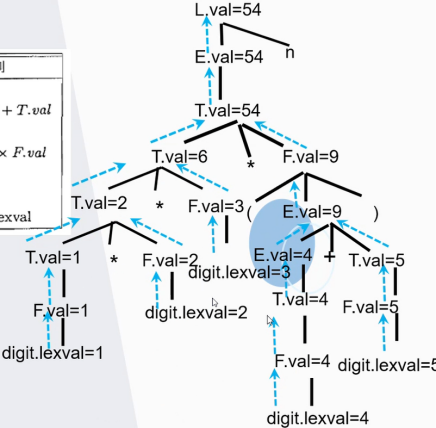 L.val=54
]
E.val=54
n
+ T.val
T.val=54
× F.val
T.val=6
*
F.val=9
T.val=2
*
F.val=3
(
E.val=9
)
exval
T.val=1
*
F.val=2
E.val=4
+
T.val=5
digit.lexval=3
F.val=1
digit.lexval=2
T.val=4
F.val=5
digit.lexval=1
F.val=4
digit.lexval=5
digit.lexval=4